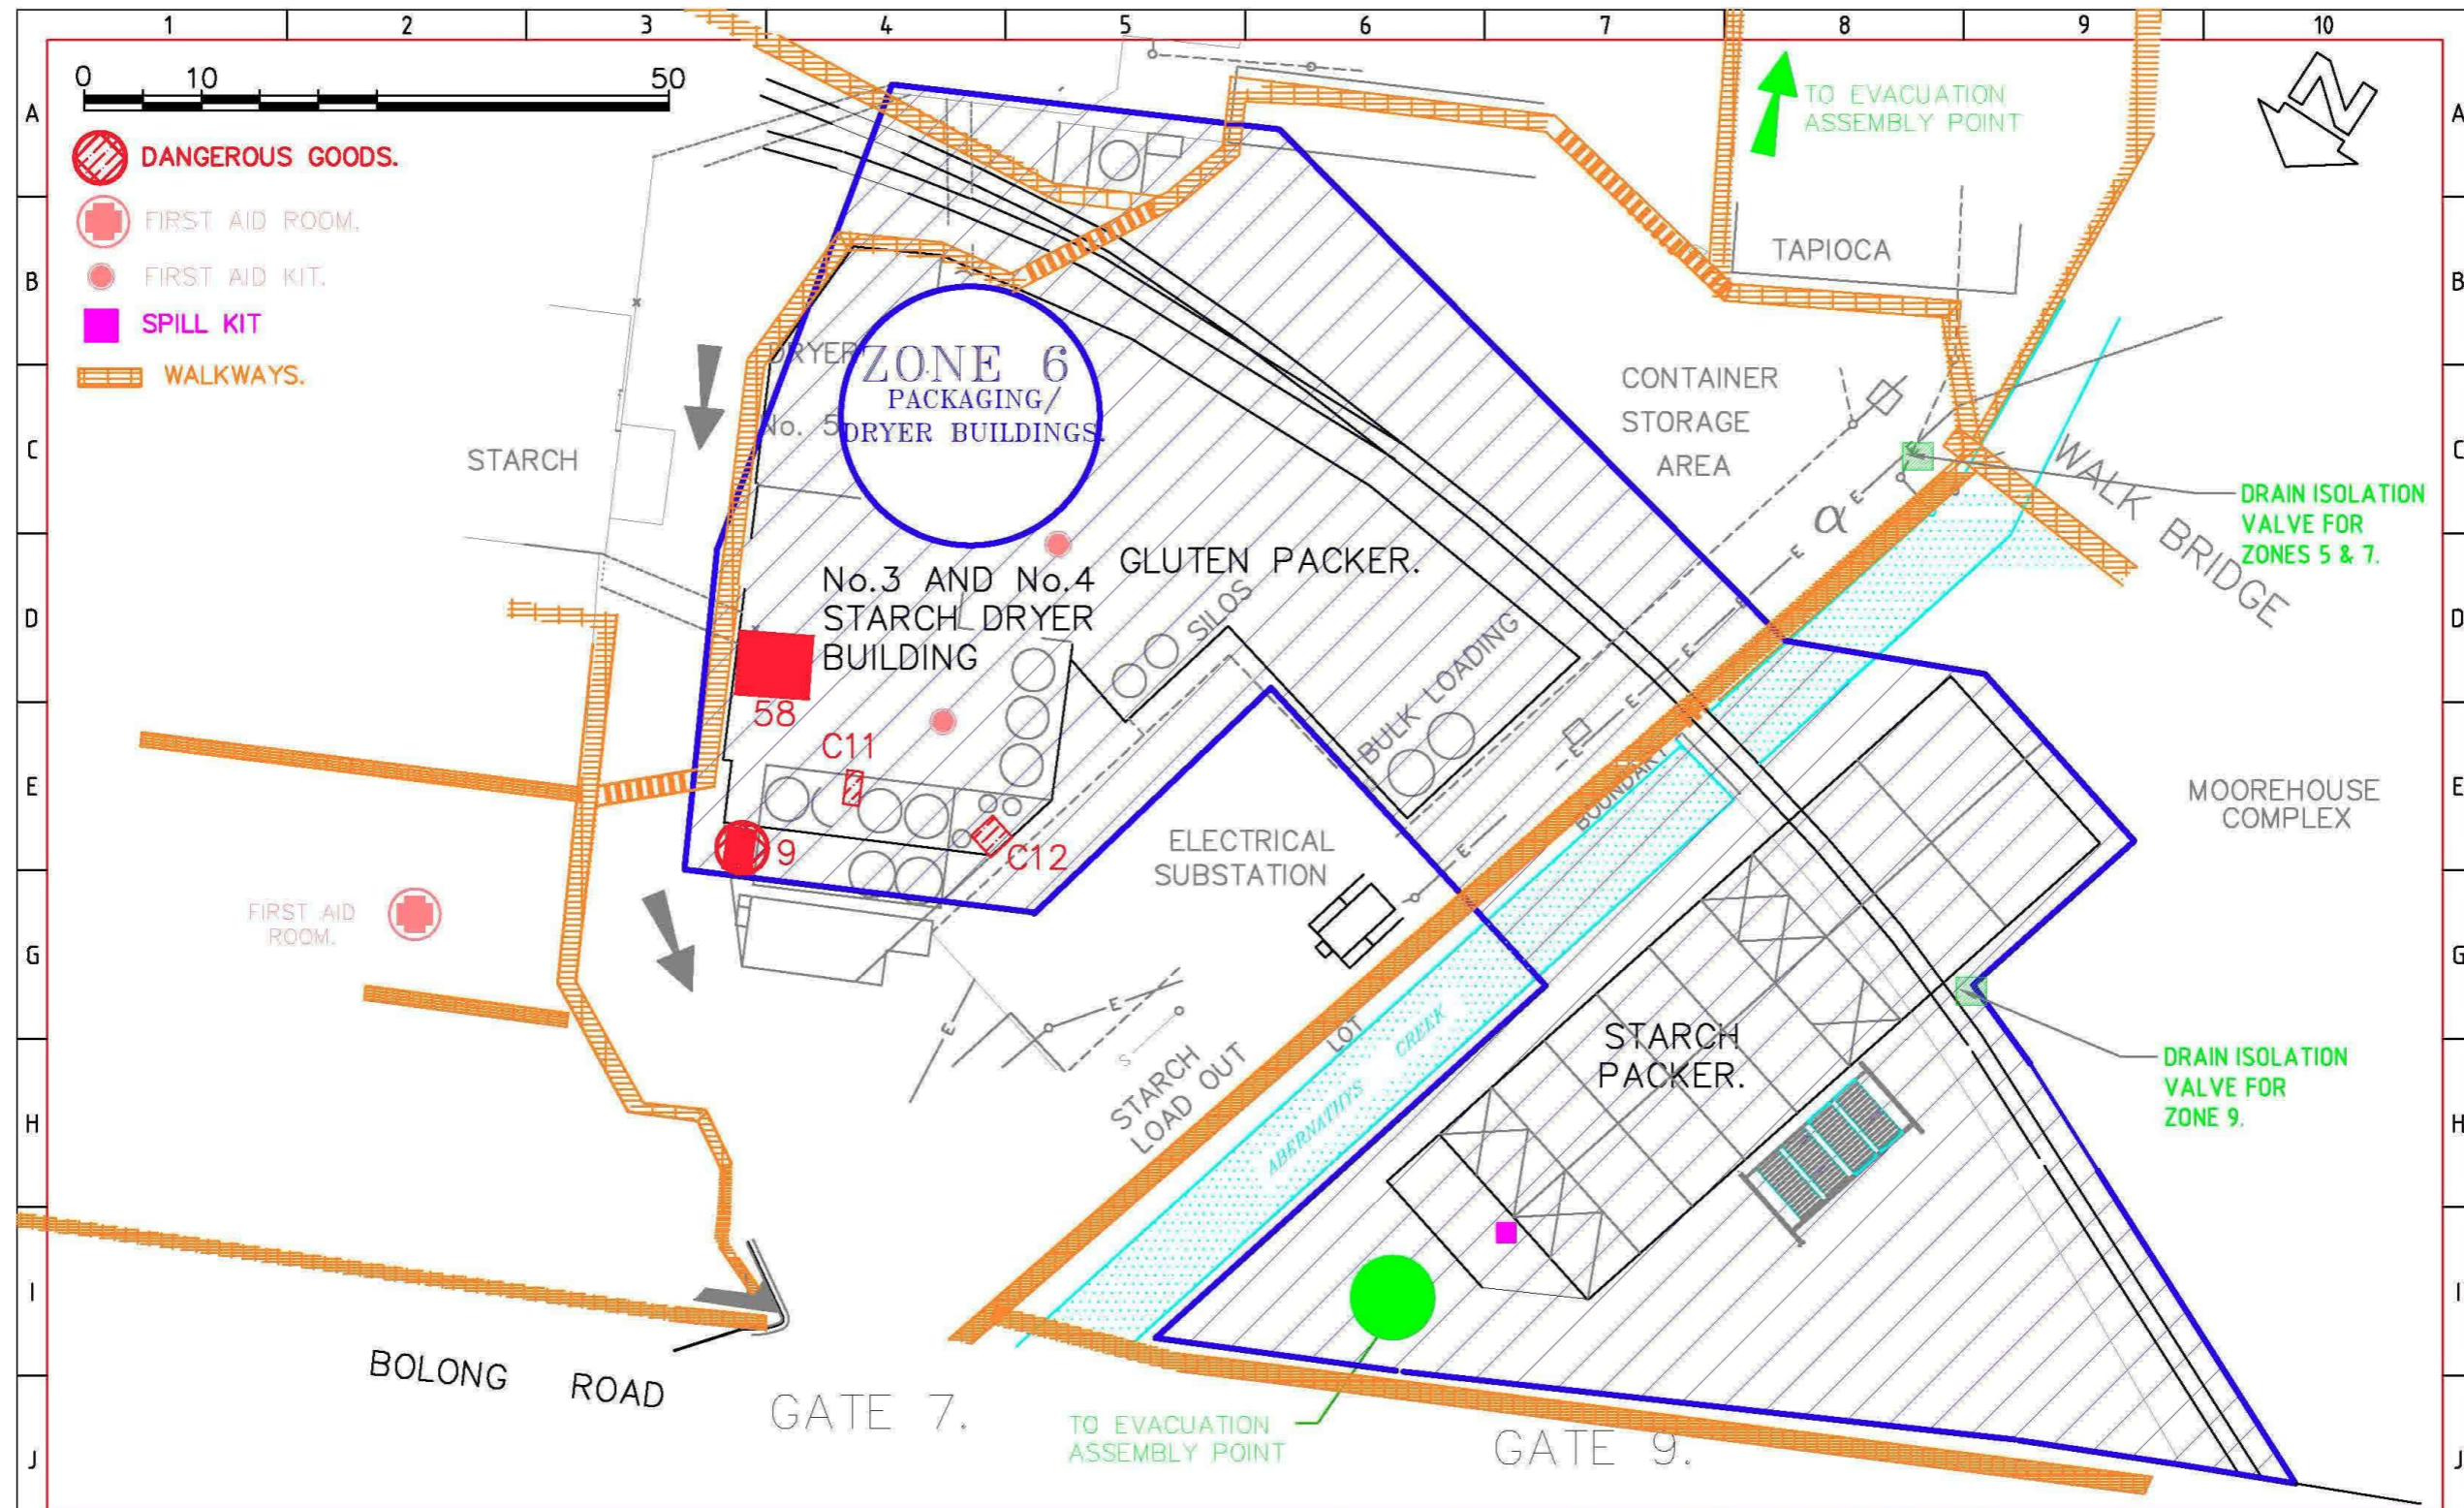 1 2 3 4 5 6 7 8 9 10
A A
B B
C C
D D
E E
G G
H H
I I
J J
0 10 50
DANGEROUS GOODS.
FIRST AID ROOM.
FIRST AID KIT.
SPILL KIT
WALKWAYS.
TO EVACUATION
ASSEMBLY POINT
N
TAPIOCA
DRYER
No. 5
ZONE 6
PACKAGING/
DRYER BUILDINGS.
STARCH
CONTAINER
STORAGE
AREA
α
WALK BRIDGE
DRAIN ISOLATION
VALVE FOR
ZONES 5 & 7.
GLUTEN PACKER.
No.3 AND No.4
STARCH DRYER
BUILDING
SILOS
BULK LOADING
58
C11
9
C12
E E E E E E E E
ELECTRICAL
SUBSTATION
LOT BOUNDARY
MOOREHOUSE
COMPLEX
FIRST AID
ROOM.
S
STARCH
LOAD OUT
ABERNATHYS CREEK
STARCH
PACKER.
DRAIN ISOLATION
VALVE FOR
ZONE 9.
BOLONG ROAD
GATE 7.
TO EVACUATION
ASSEMBLY POINT
GATE 9.